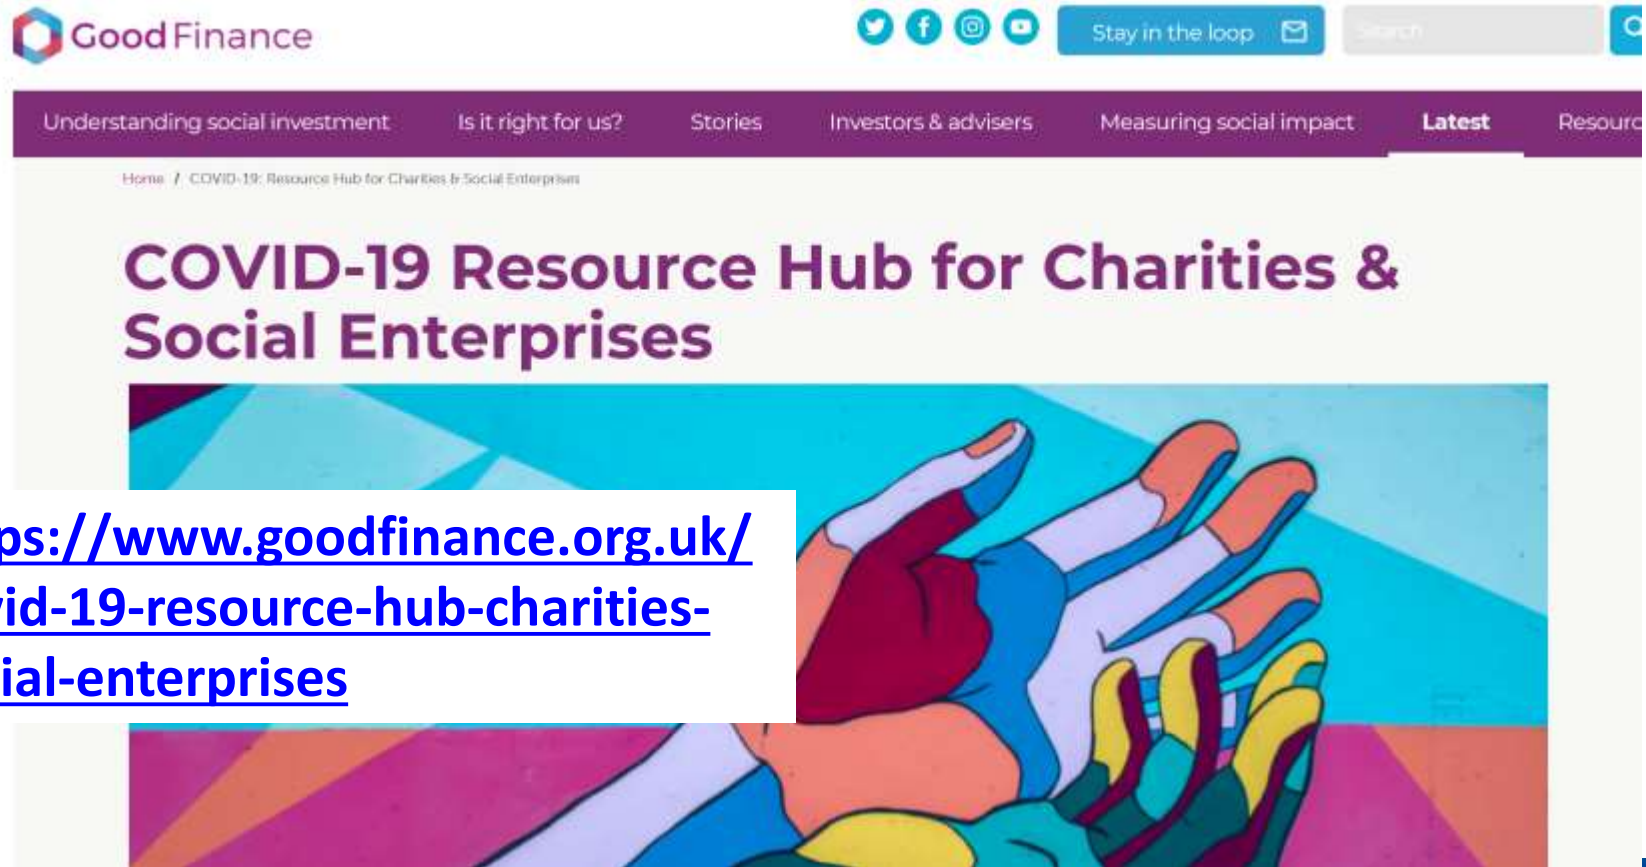 Good Finance
Stay in the loop
Search
Understanding social investment Is it right for us? Stories Investors & advisers Measuring social impact Latest Resourc
Home / COVID-19: Resource Hub for Charities & Social Enterprises
COVID-19 Resource Hub for Charities &
Social Enterprises
ps://www.goodfinance.org.uk/
vid-19-resource-hub-charities-
cial-enterprises